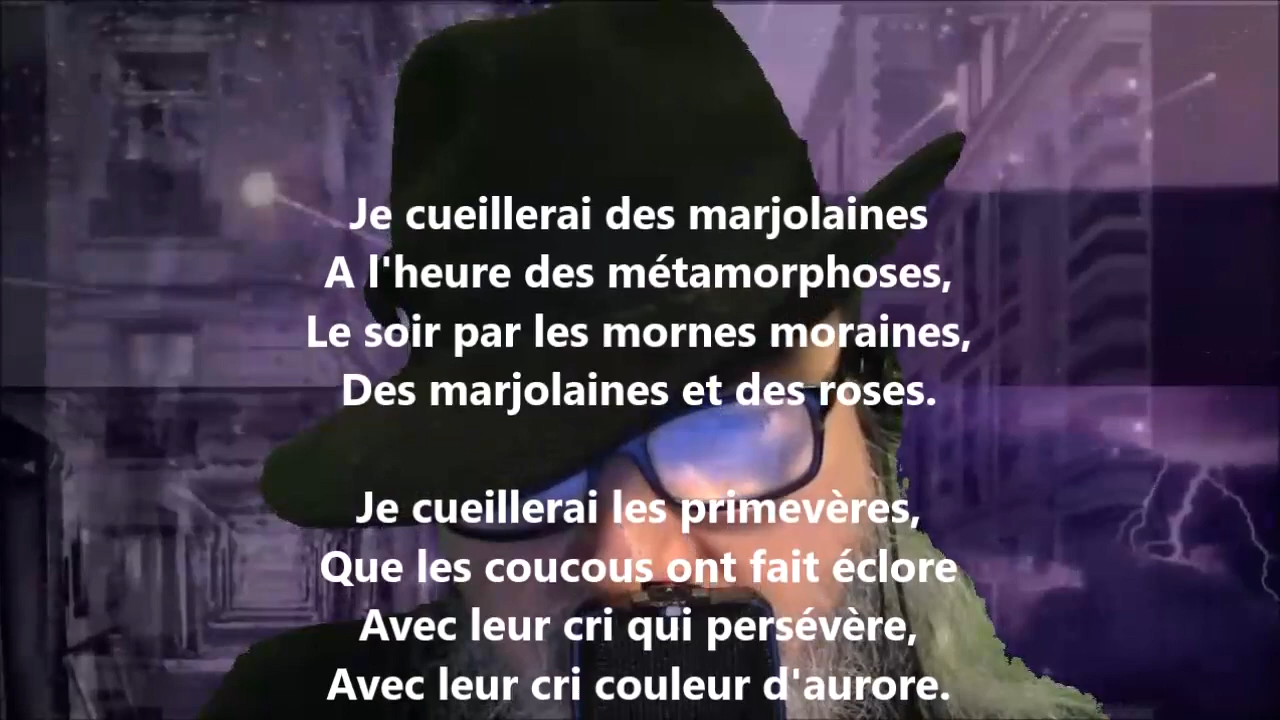 Je cueillerai des marjolaines
A l'heure des métamorphoses,
Le soir par les mornes moraines,
Des marjolaines et des roses.
Je cueillerai les primevères,
Que les coucous ont fait éclore
Avec leur cri qui persévère,
Avec leur cri couleur d'aurore.